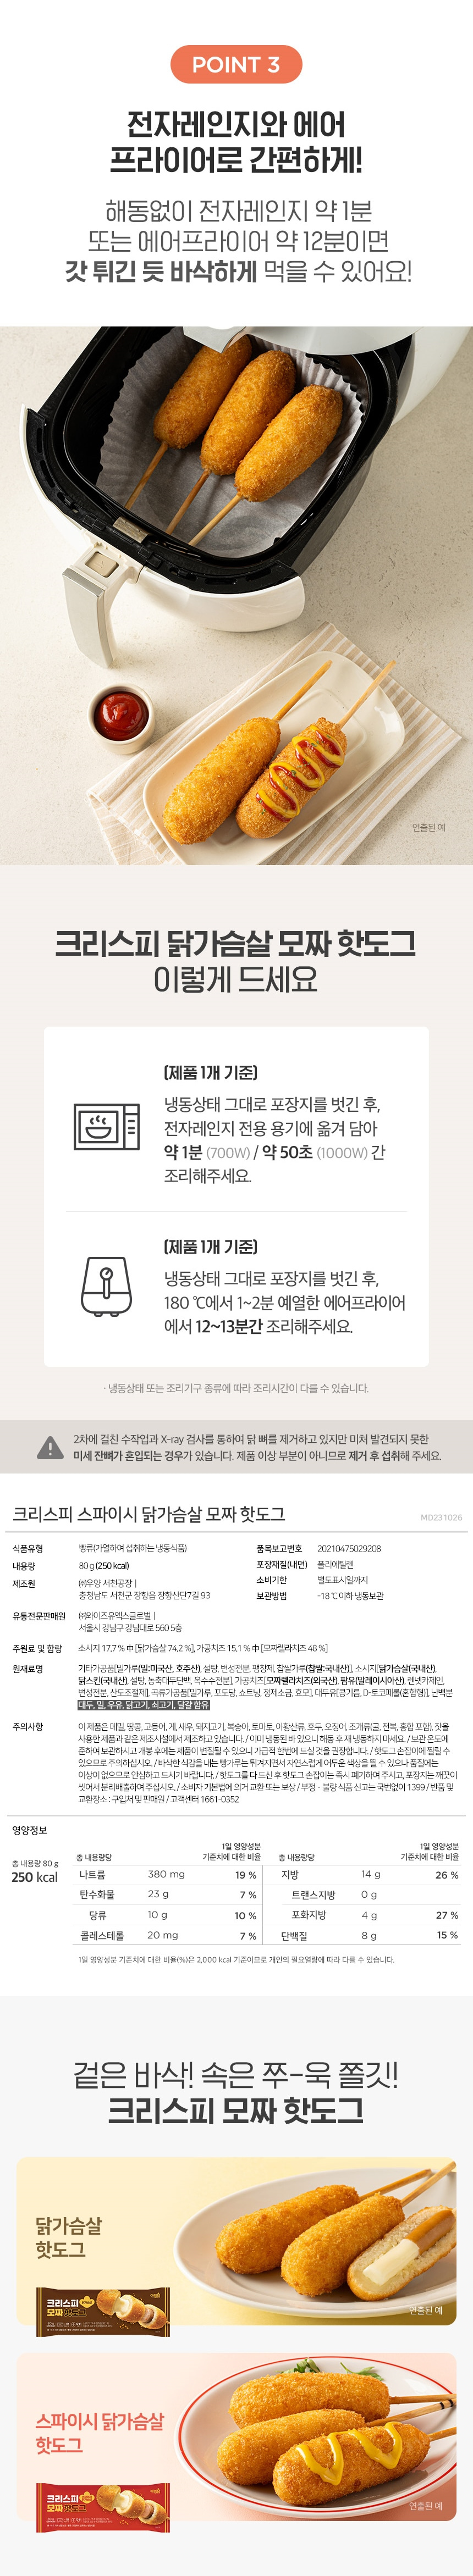 POINT 3
전자레인지와 에어
프라이어로 간편하게!
해동없이 전자레인지 약 1분
또는 에어프라이어 약 12분이면
갓 튀긴 듯 바삭하게 먹을 수 있어요!
연출된 예
크리스피 닭가슴살 모짜 핫도그
이렇게 드세요
(제품 1개 기준)
냉동상태 그대로 포장지를 벗긴 후,
전자레인지 전용 용기에 옮겨 담아
약 1분 (700W) / 약 50초 (1000W) 간
조리해주세요.
(제품 1개 기준)
냉동상태 그대로 포장지를 벗긴 후,
180 ℃에서 1~2분 예열한 에어프라이어
에서 12~13분간 조리해주세요.
· 냉동상태 또는 조리기구 종류에 따라 조리시간이 다를 수 있습니다.
2차에 걸친 수작업과 X-ray 검사를 통하여 닭 뼈를 제거하고 있지만 미처 발견되지 못한
미세 잔뼈가 혼입되는 경우가 있습니다. 제품 이상 부분이 아니므로 제거 후 섭취해 주세요.
크리스피 스파이시 닭가슴살 모짜 핫도그
MD231026
식품유형 빵류(가열하여 섭취하는 냉동식품)
품목보고번호 20210475029208
내용량 80 g (250 kcal)
포장재질(내면) 폴리에틸렌
제조원 ㈜우양 서천공장 |
충청남도 서천군 장항읍 장항산단7길 93
소비기한 별도표시일까지
보관방법 -18 ℃ 이하 냉동보관
유통전문판매원 ㈜와이즈유엑스글로벌 |
서울시 강남구 강남대로 560 5층
주원료 및 함량 소시지 17.7 % 中 [닭가슴살 74.2 %], 가공치즈 15.1 % 中 [모짜렐라치즈 48 %]
원재료명 기타가공품[밀가루(밀:미국산, 호주산), 설탕, 변성전분, 팽창제, 찹쌀가루(찹쌀:국내산)], 소시지[닭가슴살(국내산),
닭스킨(국내산), 설탕, 농축대두단백, 옥수수전분], 가공치즈[모짜렐라치즈(외국산), 팜유(말레이시아산), 렌넷카제인,
변성전분, 산도조절제], 곡류가공품[밀가루, 포도당, 쇼트닝, 정제소금, 효모], 대두유[콩기름, D-토코페롤(혼합형)], 난백분
대두, 밀, 우유, 닭고기, 쇠고기, 달걀 함유
주의사항 이 제품은 메밀, 땅콩, 고등어, 게, 새우, 돼지고기, 복숭아, 토마토, 아황산류, 호두, 오징어, 조개류(굴, 전복, 홍합 포함), 잣을
사용한 제품과 같은 제조시설에서 제조하고 있습니다. / 이미 냉동된 바 있으니 해동 후 재 냉동하지 마세요. / 보관 온도에
준하여 보관하시고 개봉 후에는 제품이 변질될 수 있으니 가급적 한번에 드실 것을 권장합니다. / 핫도그 손잡이에 찔릴 수
있으므로 주의하십시오. / 바삭한 식감을 내는 빵가루는 튀겨지면서 자연스럽게 어두운 색상을 띌 수 있으나 품질에는
이상이 없으므로 안심하고 드시기 바랍니다. / 핫도그를 다 드신 후 핫도그 손잡이는 즉시 폐기하여 주시고, 포장지는 깨끗이
씻어서 분리배출하여 주십시오. / 소비자 기본법에 의거 교환 또는 보상 / 부정 · 불량 식품 신고는 국번없이 1399 / 반품 및
교환장소 : 구입처 및 판매원 / 고객센터 1661-0352
영양정보
총 내용량 80 g
250 kcal
총 내용량당 1일 영양성분 기준치에 대한 비율
총 내용량당 1일 영양성분 기준치에 대한 비율
나트륨 380 mg 19 %
지방 14 g 26 %
탄수화물 23 g 7 %
트랜스지방 0 g
당류 10 g 10 %
포화지방 4 g 27 %
콜레스테롤 20 mg 7 %
단백질 8 g 15 %
1일 영양성분 기준치에 대한 비율(%)은 2,000 kcal 기준이므로 개인의 필요열량에 따라 다를 수 있습니다.
겉은 바삭! 속은 쭈-욱 쫄깃!
크리스피 모짜 핫도그
닭가슴살
핫도그
크리스피
모짜핫도그
연출된 예
스파이시 닭가슴살
핫도그
크리스피
모짜핫도그
연출된 예